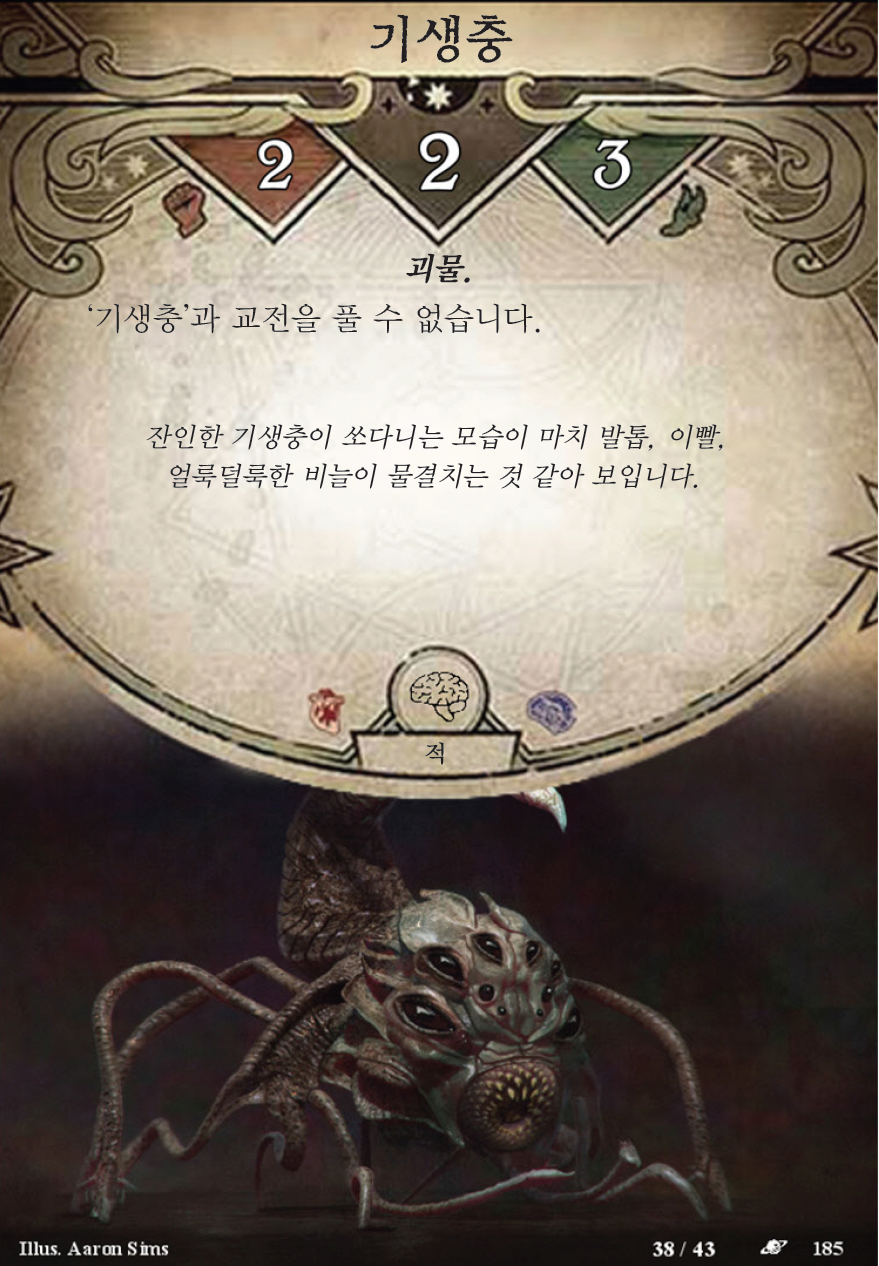 기생충
2 2 3
괴물.
‘기생충’과 교전을 풀 수 없습니다.
잔인한 기생충이 쏘다니는 모습이 마치 발톱, 이빨,
얼룩덜룩한 비늘이 물결치는 것 같아 보입니다.
적
Illus. Aaron Sims 38 / 43 185